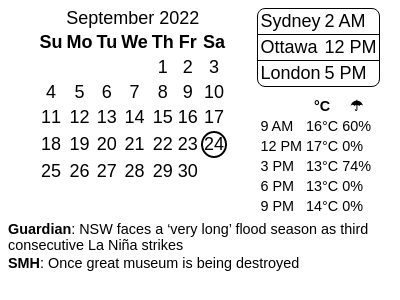 September 2022
Su Mo Tu We Th Fr Sa
1 2 3
4 5 6 7 8 9 10
11 12 13 14 15 16 17
18 19 20 21 22 23 24
25 26 27 28 29 30
Sydney 2 AM
Ottawa 12 PM
London 5 PM
°C ☂
9 AM 16°C 60%
12 PM 17°C 0%
3 PM 13°C 74%
6 PM 13°C 0%
9 PM 14°C 0%
Guardian: NSW faces a ‘very long’ flood season as third
consecutive La Niña strikes
SMH: Once great museum is being destroyed